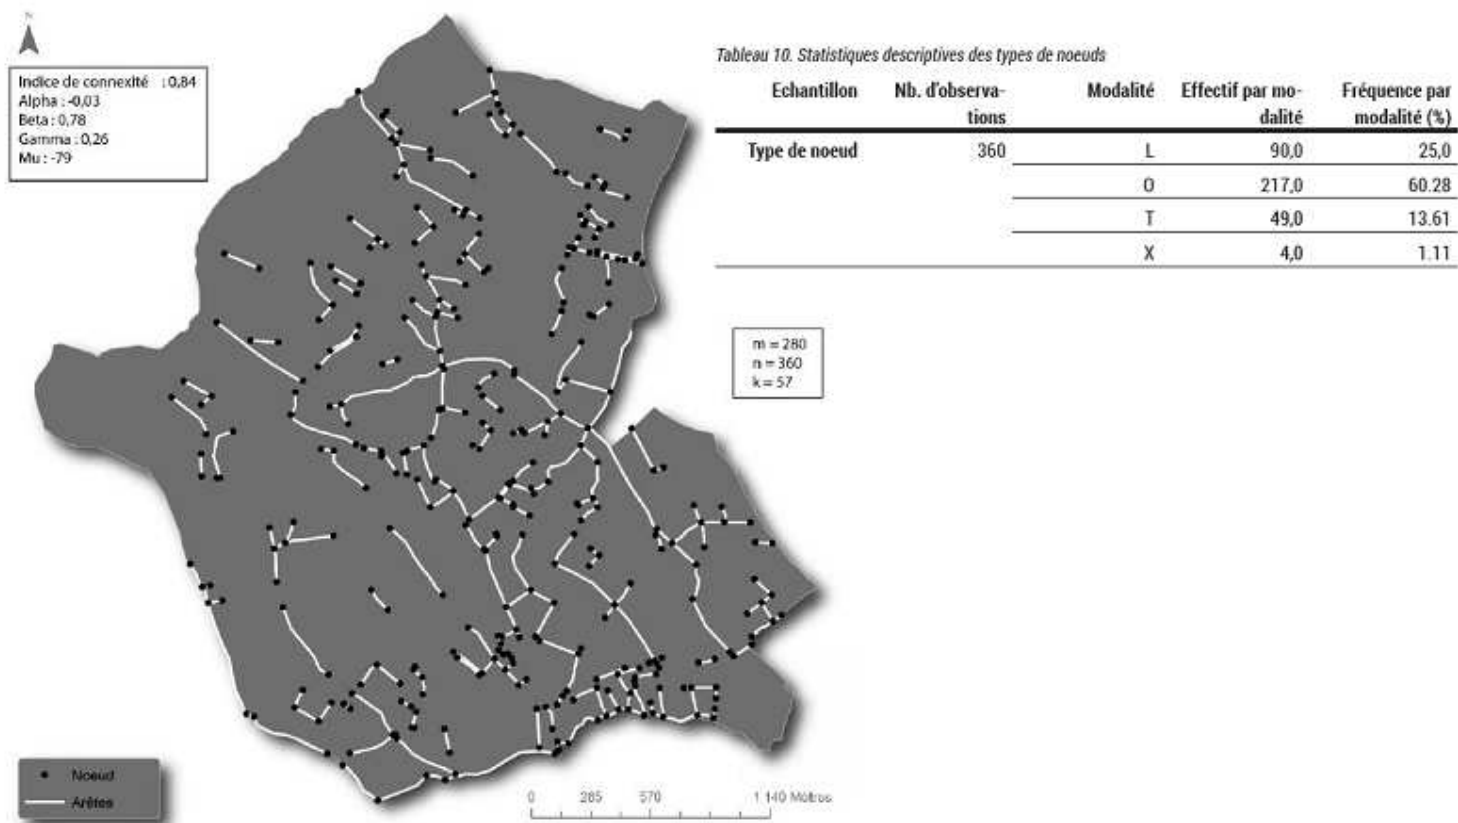 N
Indice de connexité : 0,84
Alpha : -0,03
Beta : 0,78
Gamma : 0,26
Mu : -79
Tableau 10. Statistiques descriptives des types de noeuds
Echantillon Nb. d'observa-tions Modalité Effectif par mo-dalité Fréquence par modalité (%)
Type de noeud 360 L 90,0 25,0
O 217,0 60.28
T 49,0 13.61
X 4,0 1.11
m = 280
n = 360
k = 57
Noeud
Arêtes
0 285 570 1 140 Mètres